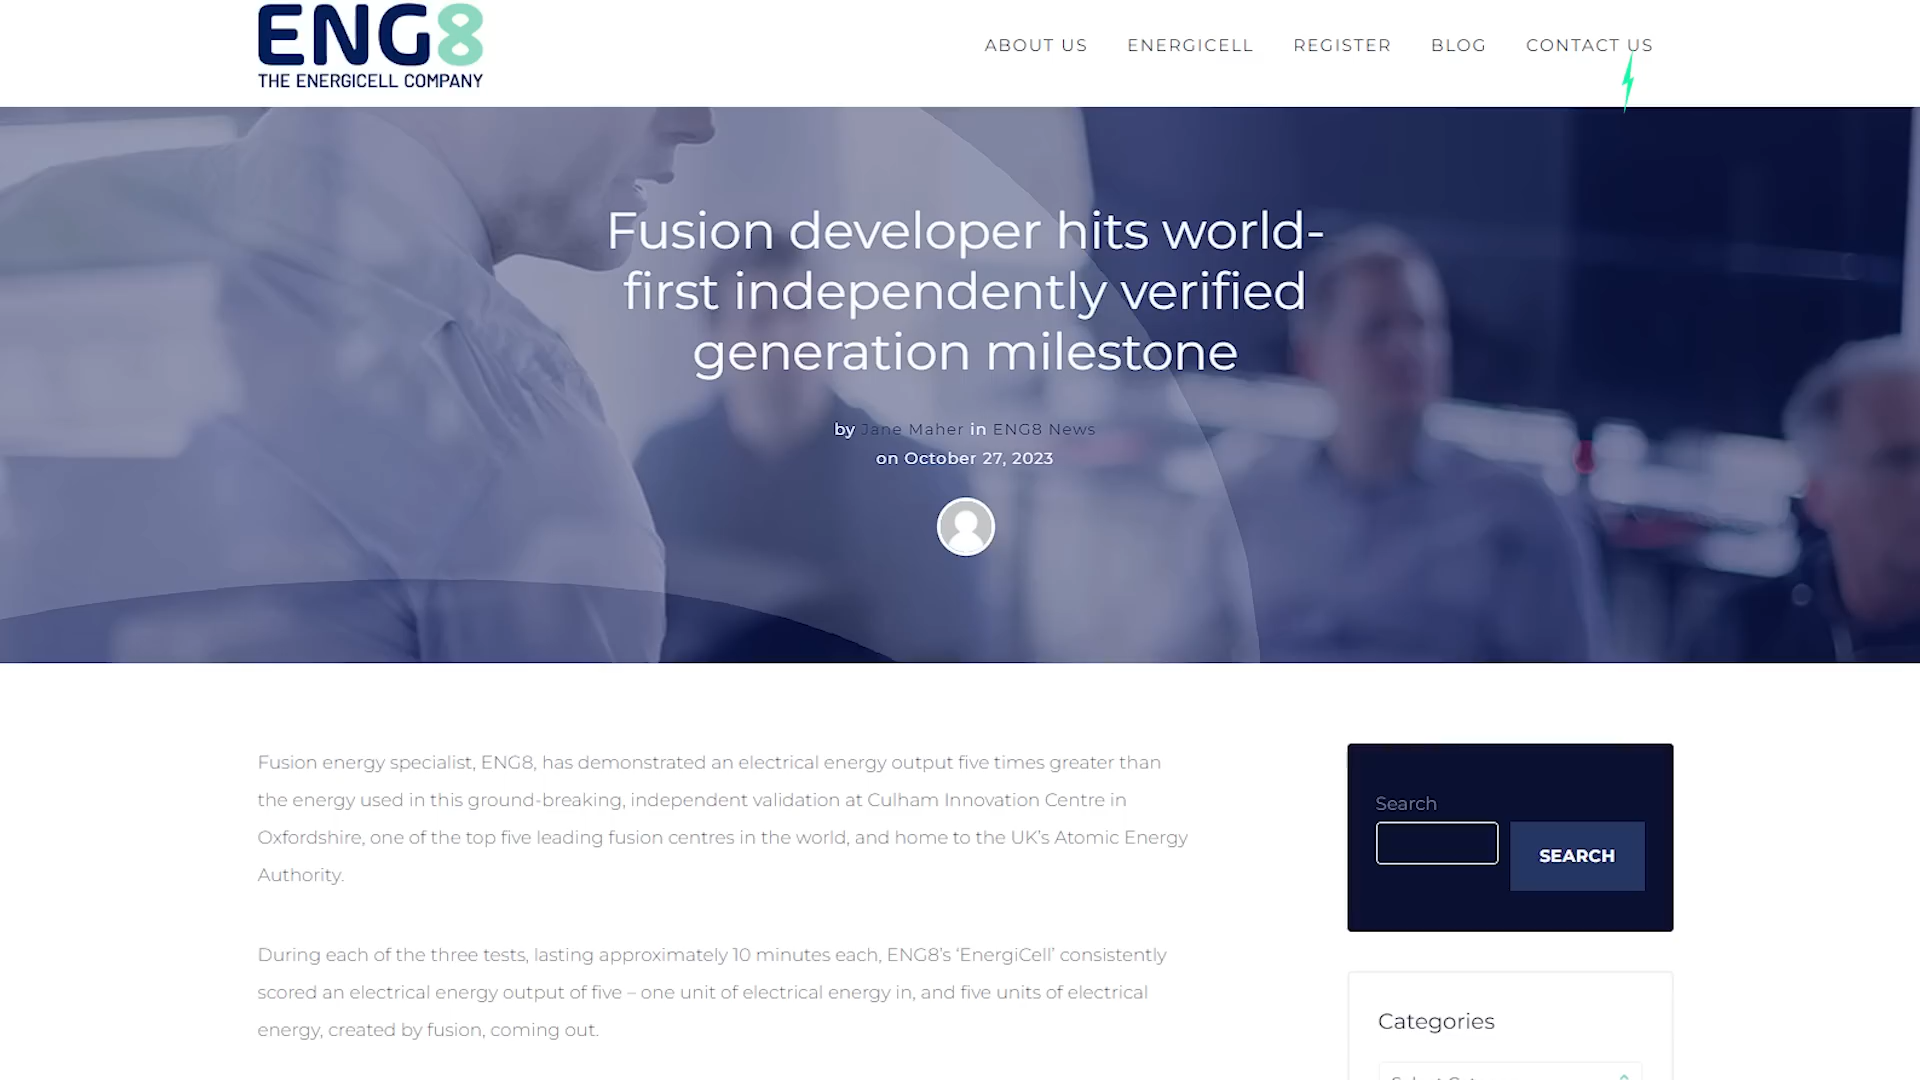 ENG8
THE ENERGICELL COMPANY
ABOUT US ENERGICELL REGISTER BLOG CONTACT US
Fusion developer hits world-
first independently verified
generation milestone
by Jane Maher in ENG8 News
on October 27, 2023
Fusion energy specialist, ENG8, has demonstrated an electrical energy output five times greater than
the energy used in this ground-breaking, independent validation at Culham Innovation Centre in
Oxfordshire, one of the top five leading fusion centres in the world, and home to the UK’s Atomic Energy
Authority.
During each of the three tests, lasting approximately 10 minutes each, ENG8’s ‘EnergiCell’ consistently
scored an electrical energy output of five – one unit of electrical energy in, and five units of electrical
energy, created by fusion, coming out.
Search
SEARCH
Categories